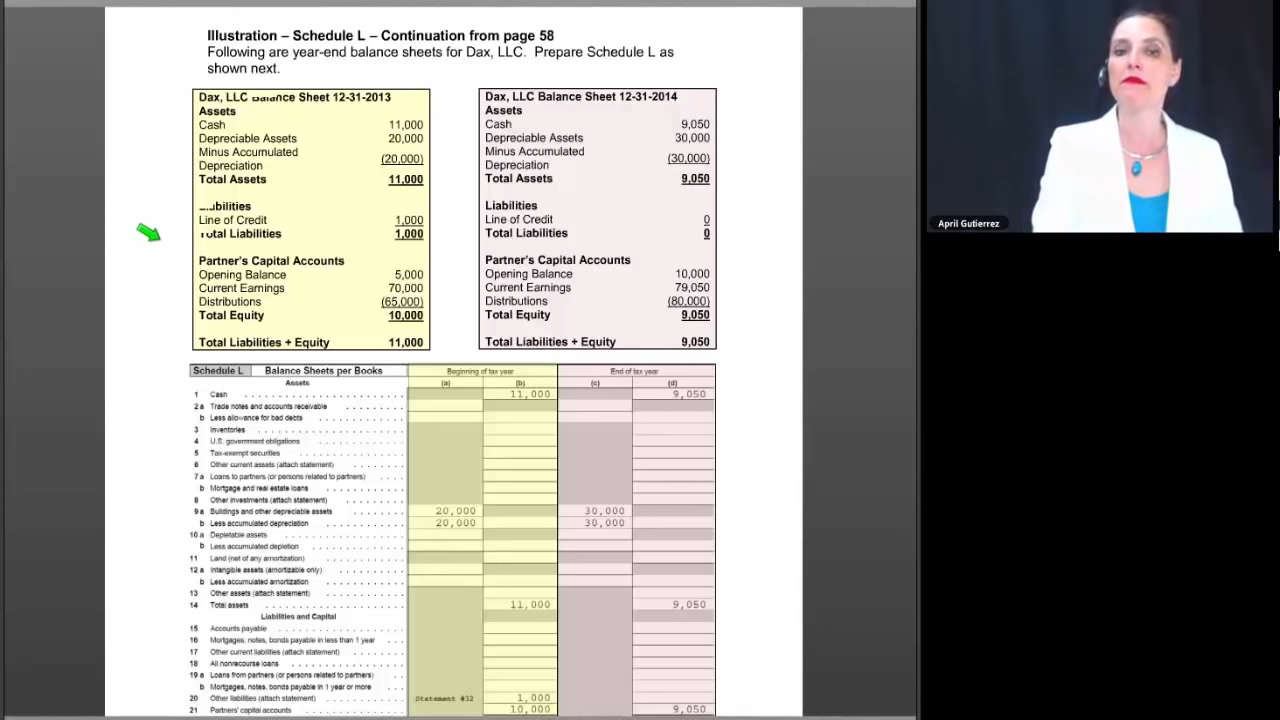 Illustration – Schedule L – Continuation from page 58
Following are year-end balance sheets for Dax, LLC. Prepare Schedule L as
shown next.
Dax, LLC Balance Sheet 12-31-2013
Assets
Cash 11,000
Depreciable Assets 20,000
Minus Accumulated
Depreciation (20,000)
Total Assets 11,000
Liabilities
Line of Credit 1,000
Total Liabilities 1,000
Partner's Capital Accounts
Opening Balance 5,000
Current Earnings 70,000
Distributions (65,000)
Total Equity 10,000
Total Liabilities + Equity 11,000
Dax, LLC Balance Sheet 12-31-2014
Assets
Cash 9,050
Depreciable Assets 30,000
Minus Accumulated
Depreciation (30,000)
Total Assets 9,050
Liabilities
Line of Credit 0
Total Liabilities 0
Partner's Capital Accounts
Opening Balance 10,000
Current Earnings 79,050
Distributions (80,000)
Total Equity 9,050
Total Liabilities + Equity 9,050
Schedule L Balance Sheets per Books Beginning of tax year End of tax year
Assets (a) (b) (c) (d)
1 Cash 11,000 9,050
2 a Trade notes and accounts receivable
b Less allowance for bad debts
3 Inventories
4 U.S. government obligations
5 Tax-exempt securities
6 Other current assets (attach statement)
7 a Loans to partners (or persons related to partners)
b Mortgage and real estate loans
8 Other investments (attach statement)
9 a Buildings and other depreciable assets 20,000 30,000
b Less accumulated depreciation 20,000 30,000
10 a Depletable assets
b Less accumulated depletion
11 Land (net of any amortization)
12 a Intangible assets (amortizable only)
b Less accumulated amortization
13 Other assets (attach statement)
14 Total assets 11,000 9,050
Liabilities and Capital
15 Accounts payable
16 Mortgages, notes, bonds payable in less than 1 year
17 Other current liabilities (attach statement)
18 All nonrecourse loans
19 a Loans from partners (or persons related to partners)
b Mortgages, notes, bonds payable in 1 year or more
20 Other liabilities (attach statement) Statement #32 1,000
21 Partners' capital accounts 10,000 9,050
April Gutierrez